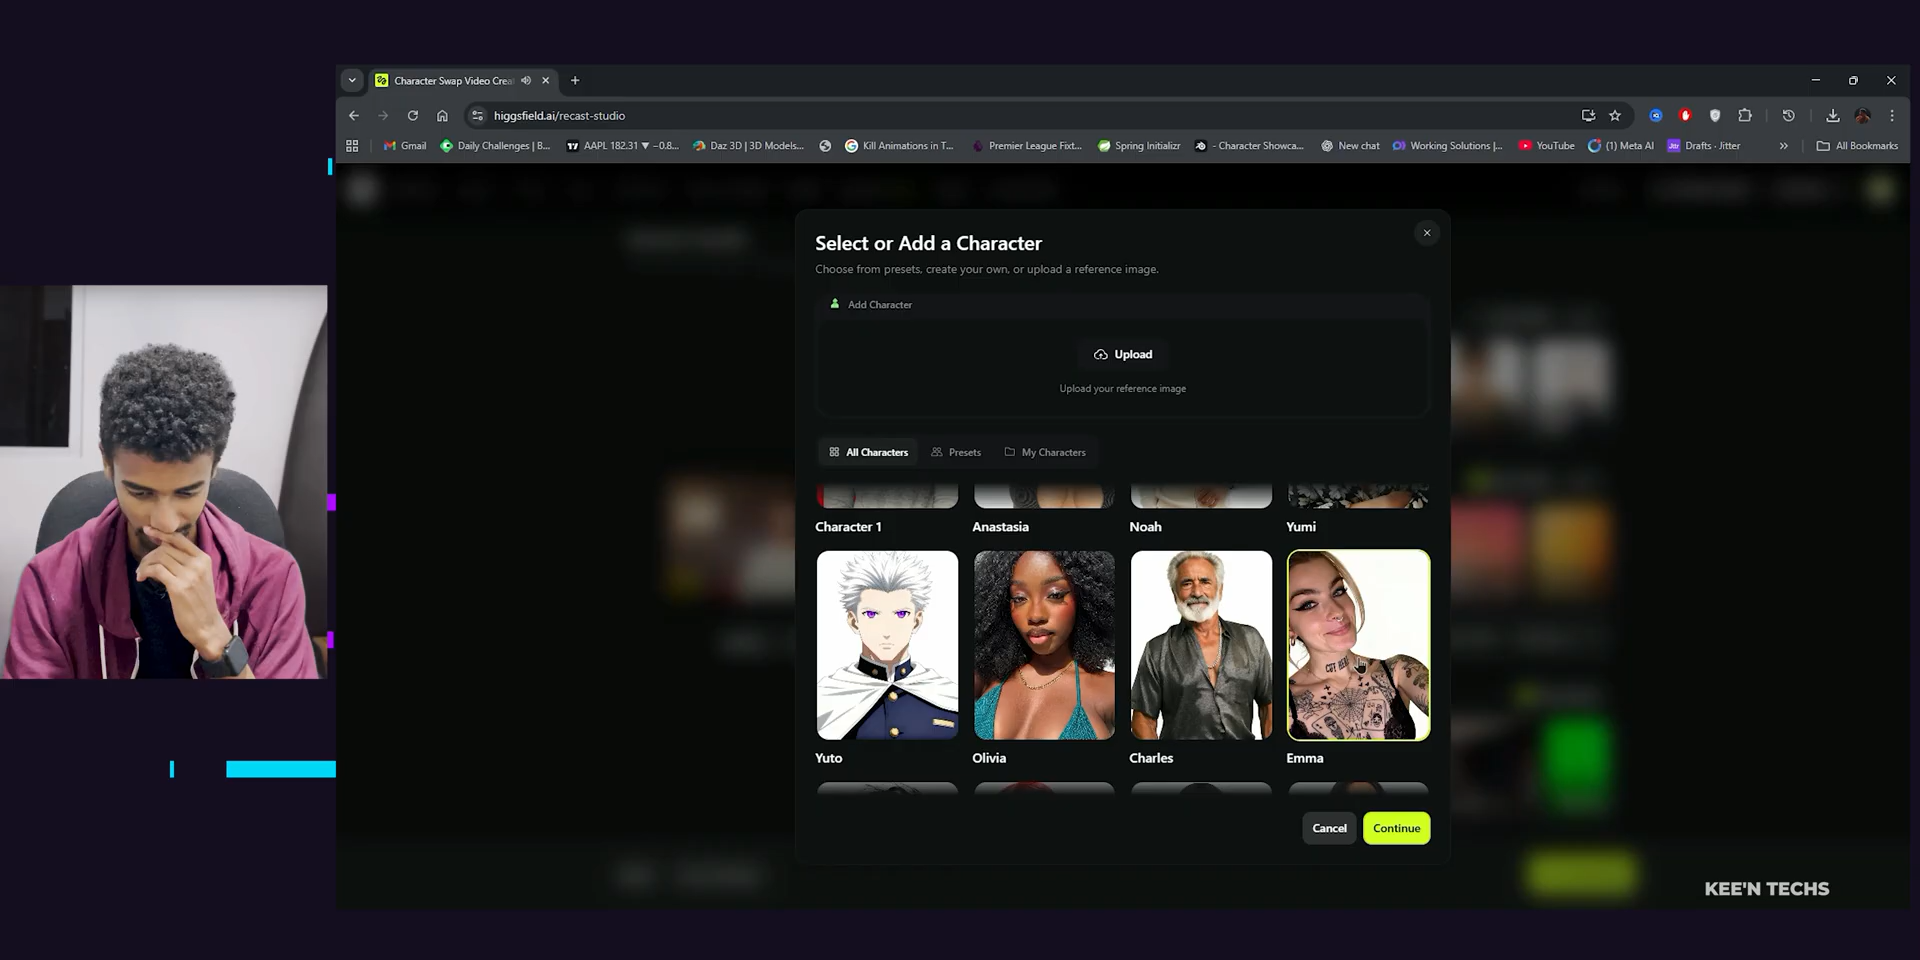 Character Swap Video Crea
higgsfield.ai/recast-studio
Gmail
Daily Challenges | B...
AAPL 182.31 ▼ −0.8...
Daz 3D | 3D Models...
Kill Animations in T...
Premier League Fixt...
Spring Initializr
- Character Showca...
New chat
Working Solutions |...
YouTube
(1) Meta AI
Jitr
Drafts · Jitter
All Bookmarks
Select or Add a Character
Choose from presets, create your own, or upload a reference image.
Add Character
Upload
Upload your reference image
All Characters
Presets
My Characters
Character 1
Anastasia
Noah
Yumi
Yuto
Olivia
Charles
Emma
Cancel
Continue
KEE'N TECHS